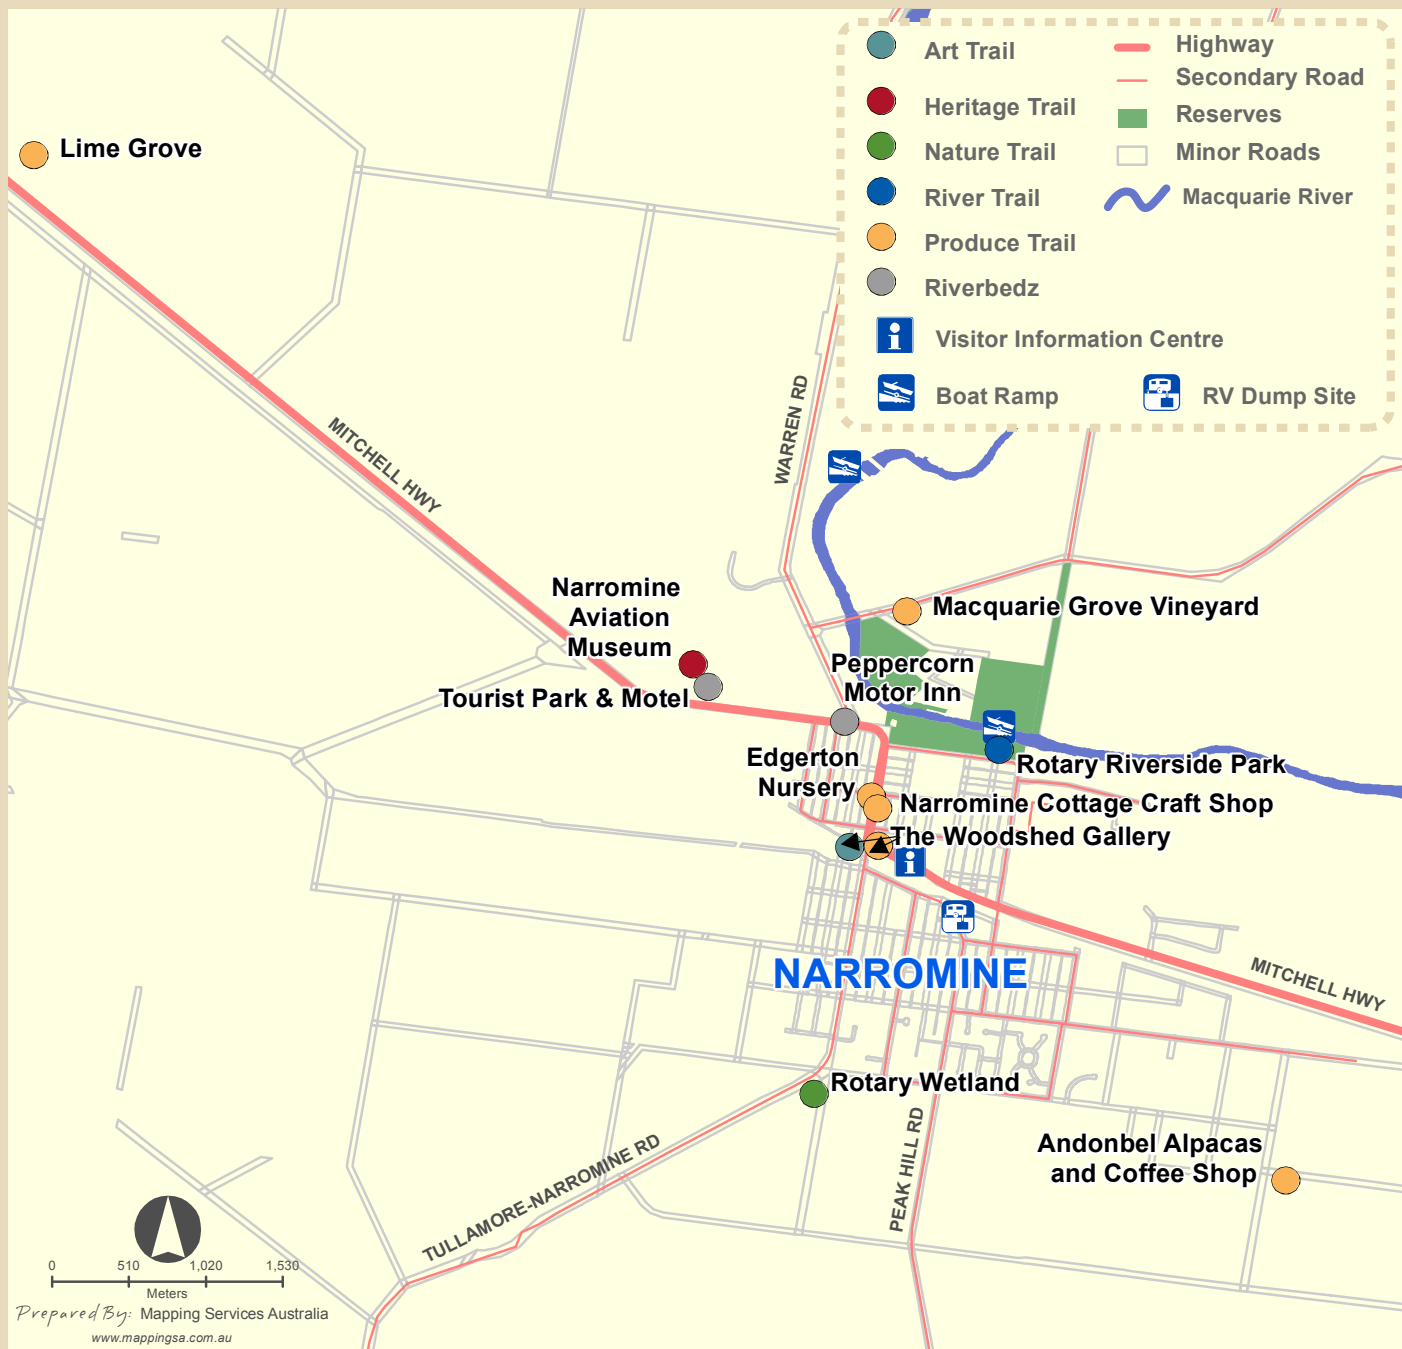 Art Trail
Heritage Trail
Nature Trail
River Trail
Produce Trail
Riverbedz
Highway
Secondary Road
Reserves
Minor Roads
Macquarie River
Visitor Information Centre
Boat Ramp
RV Dump Site
Lime Grove
MITCHELL HWY
WARREN RD
Narromine
Aviation
Museum
Tourist Park & Motel
Macquarie Grove Vineyard
Peppercorn
Motor Inn
Edgerton
Nursery
Rotary Riverside Park
Narromine Cottage Craft Shop
The Woodshed Gallery
NARROMINE
MITCHELL HWY
Rotary Wetland
PEAK HILL RD
TULLAMORE-NARROMINE RD
Andonbel Alpacas
and Coffee Shop
0 510 1,020 1,530
Meters
Prepared By: Mapping Services Australia
www.mappingsa.com.au